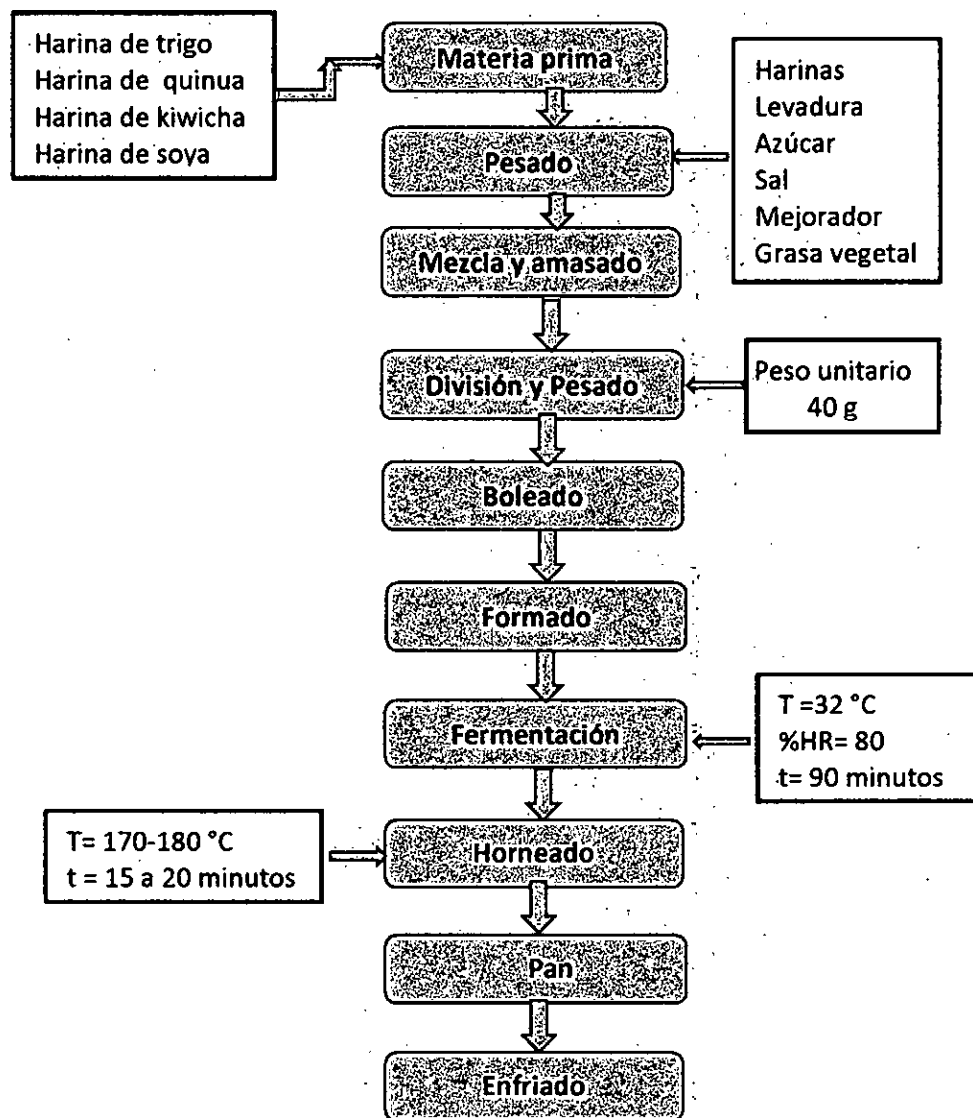 Harina de trigo
Harina de quinua
Harina de kiwicha
Harina de soya
Materia prima
Harinas
Levadura
Azúcar
Sal
Mejorador
Grasa vegetal
Pesado
Mezcla y amasado
División y Pesado
Peso unitario
40 g
Boleado
Formado
Fermentación
T =32 °C
%HR= 80
t= 90 minutos
T= 170-180 °C
t = 15 a 20 minutos
Horneado
Pan
Enfriado